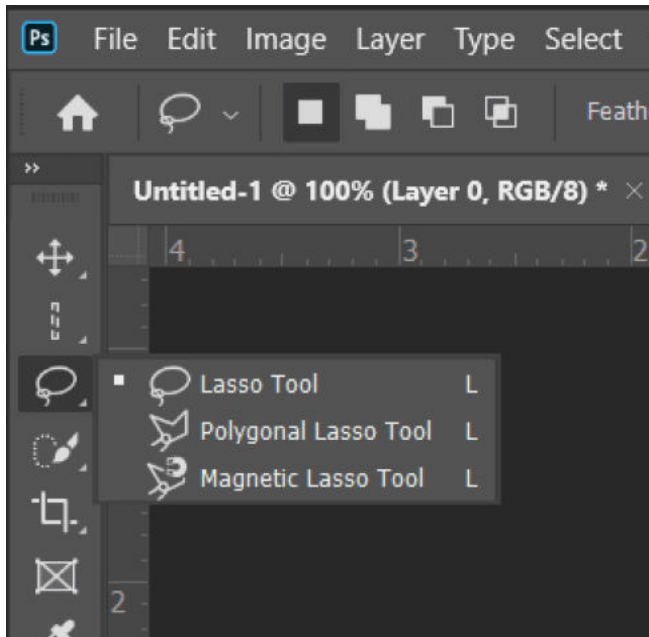 Ps File Edit Image Layer Type Select
Feath
Untitled-1 @ 100% (Layer 0, RGB/8) *
4 3 2
Lasso Tool L
Polygonal Lasso Tool L
Magnetic Lasso Tool L
2